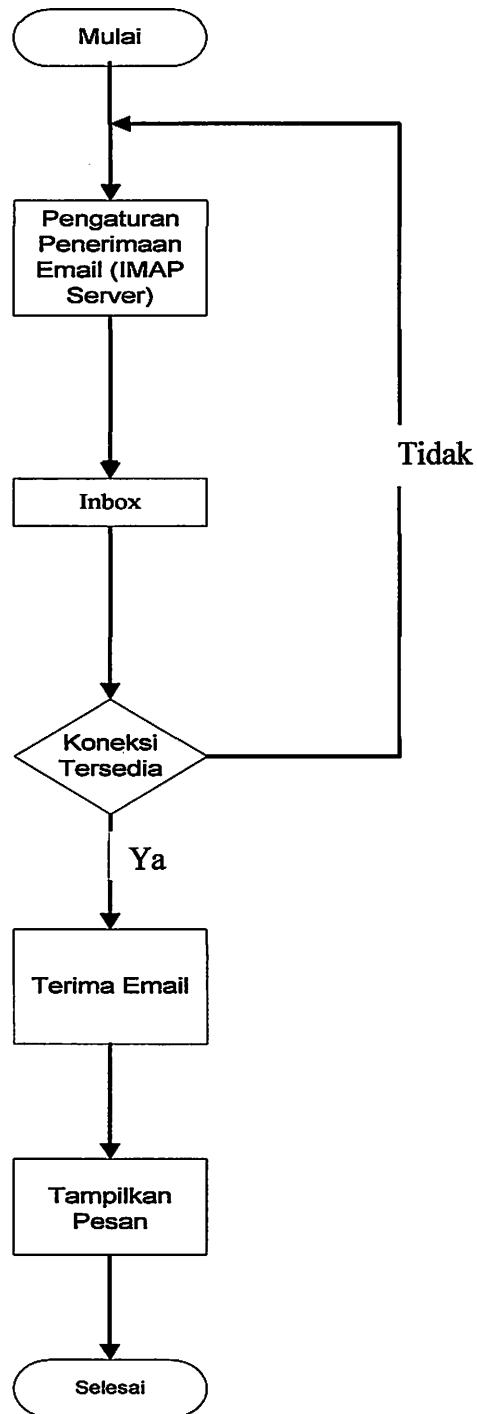 Mulai
Pengaturan
Penerimaan
Email (IMAP
Server)
Tidak
Inbox
Koneksi
Tersedia
Ya
Terima Email
Tampilkan
Pesan
Selesai